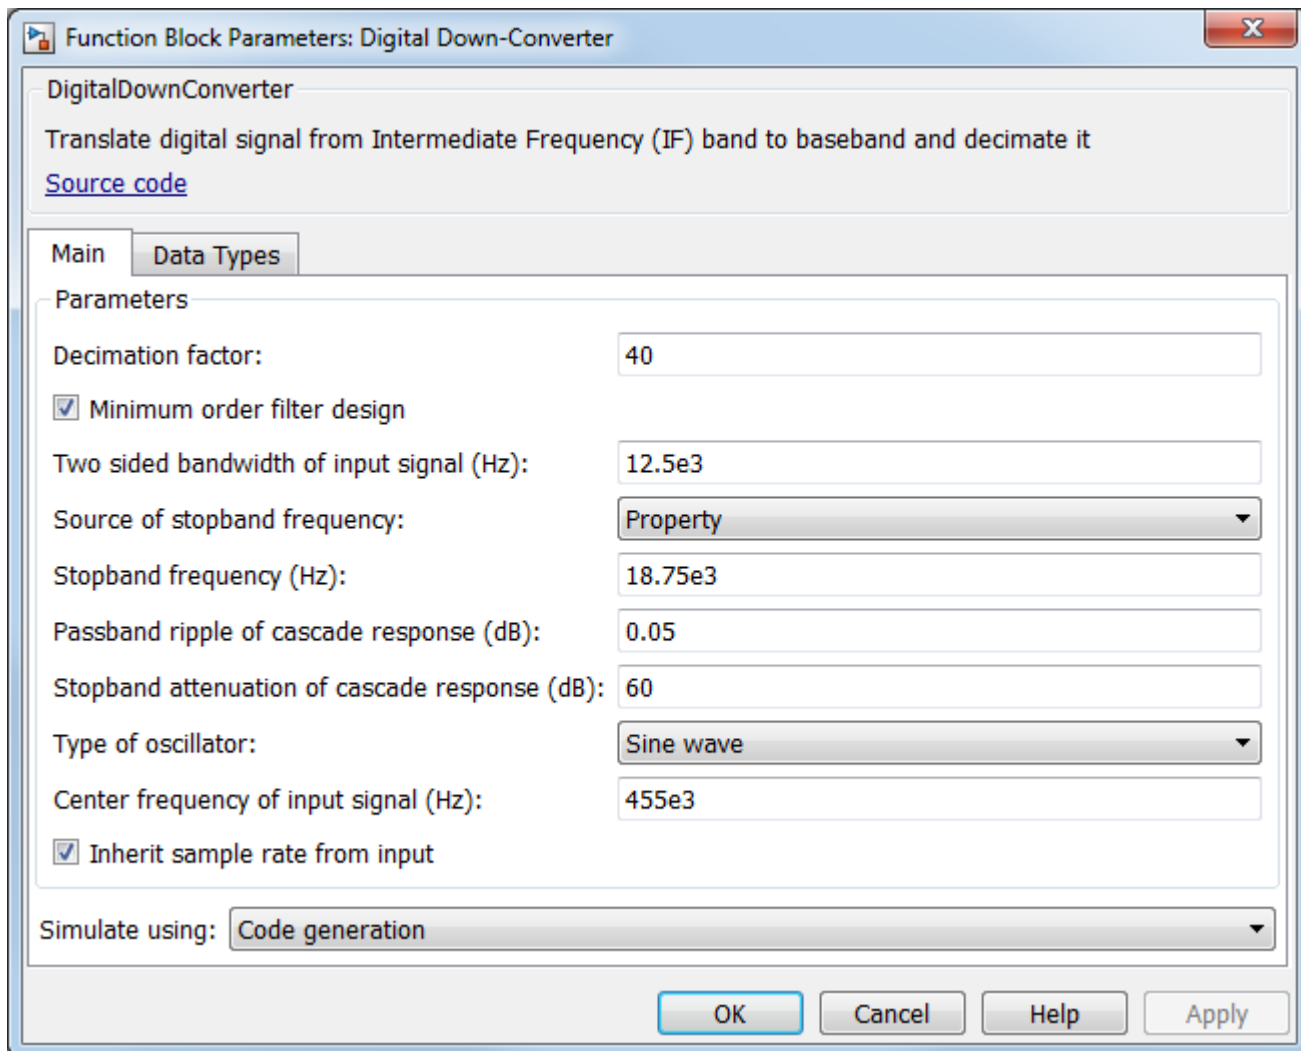 Function Block Parameters: Digital Down-Converter
DigitalDownConverter
Translate digital signal from Intermediate Frequency (IF) band to baseband and decimate it
Source code
Main Data Types
Parameters
Decimation factor: 40
Minimum order filter design
Two sided bandwidth of input signal (Hz): 12.5e3
Source of stopband frequency: Property
Stopband frequency (Hz): 18.75e3
Passband ripple of cascade response (dB): 0.05
Stopband attenuation of cascade response (dB): 60
Type of oscillator: Sine wave
Center frequency of input signal (Hz): 455e3
Inherit sample rate from input
Simulate using: Code generation
OK Cancel Help Apply